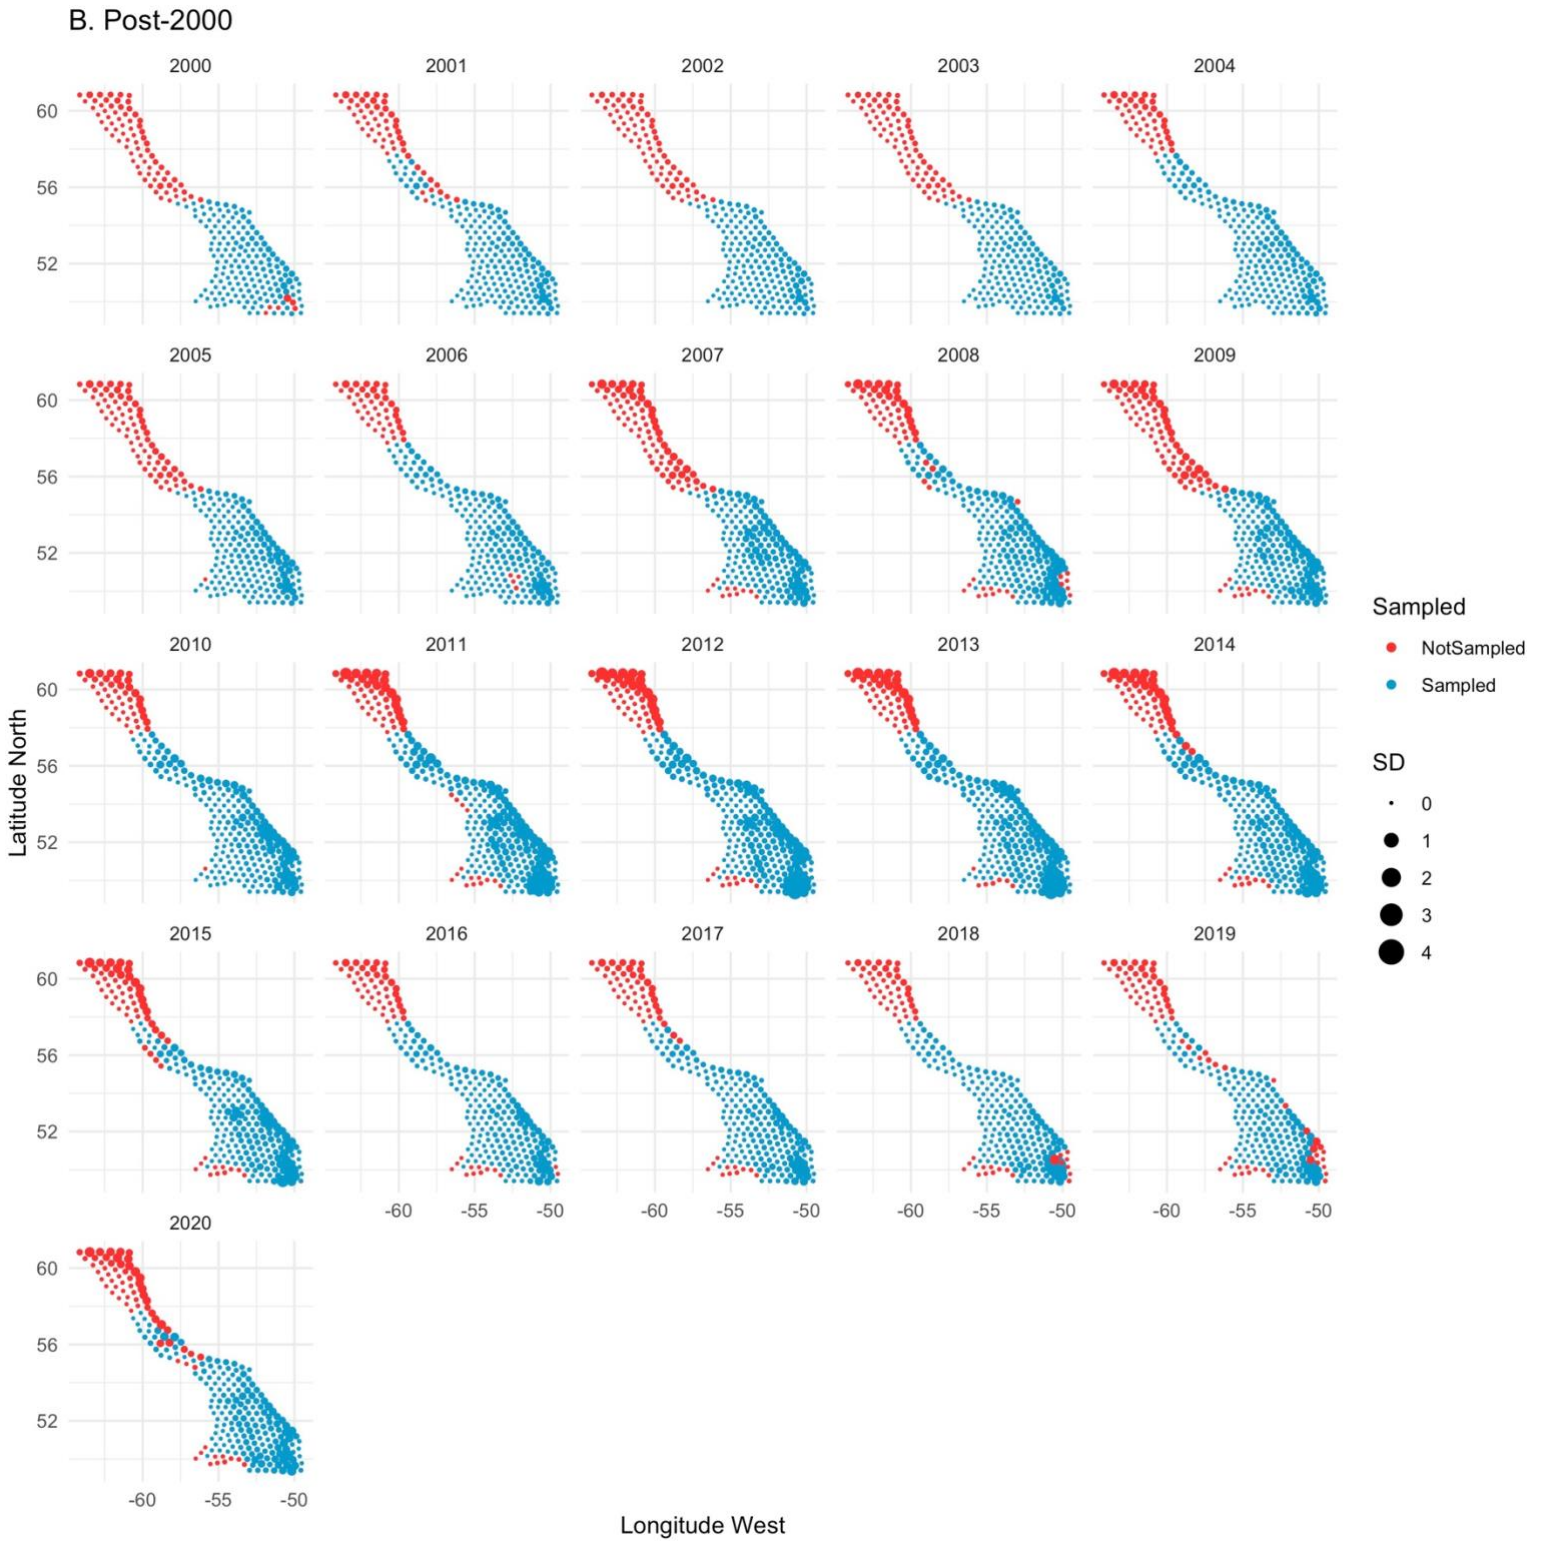 B. Post-2000
2000 2001 2002 2003 2004
60
56
52
2005 2006 2007 2008 2009
60
56
52
2010 2011 2012 2013 2014
60
56
52
2015 2016 2017 2018 2019
60
56
52
-60 -55 -50 -60 -55 -50 -60 -55 -50 -60 -55 -50
2020
60
56
52
-60 -55 -50
Longitude West
Latitude North
Sampled
NotSampled
Sampled
SD
0
1
2
3
4